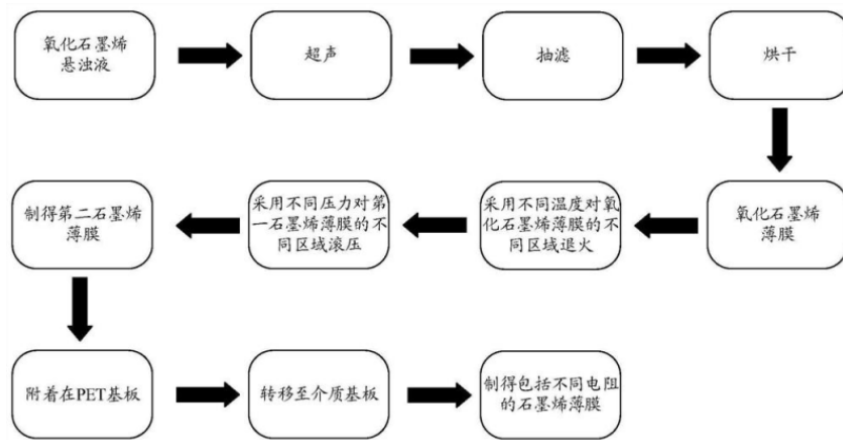 氧化石墨烯
悬浊液
超声
抽滤
烘干
氧化石墨烯
薄膜
采用不同温度对氧
化石墨烯薄膜的不
同区域退火
采用不同压力对第
一石墨烯薄膜的不
同区域滚压
制得第二石墨烯
薄膜
附着在PET基板
转移至介质基板
制得包括不同电阻
的石墨烯薄膜